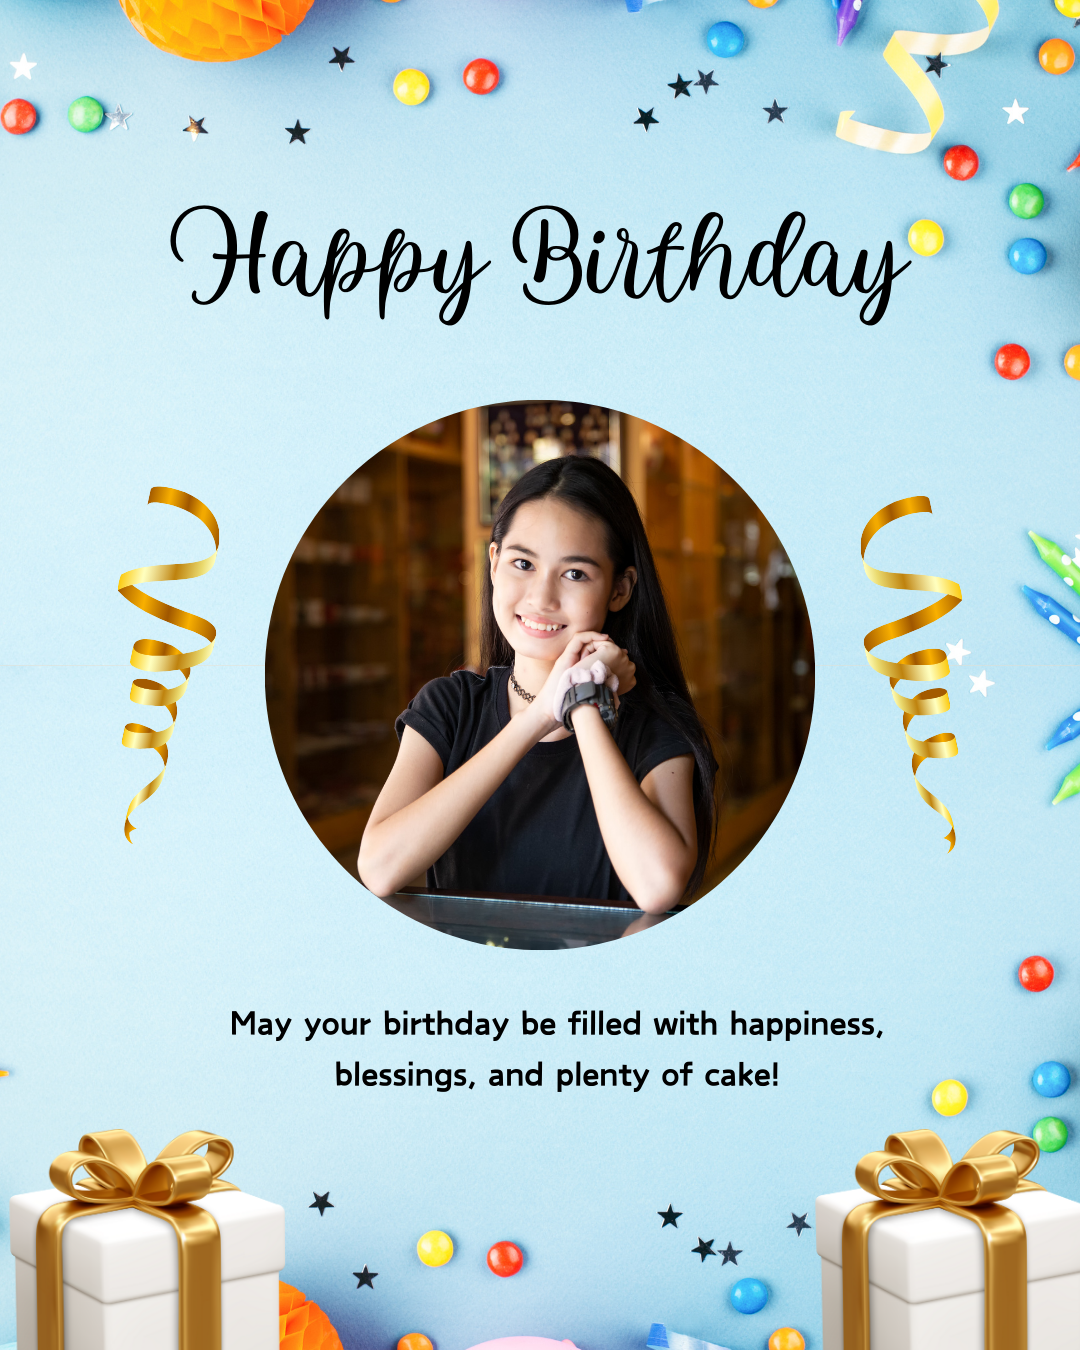 Happy Birthday
May your birthday be filled with happiness,
blessings, and plenty of cake!